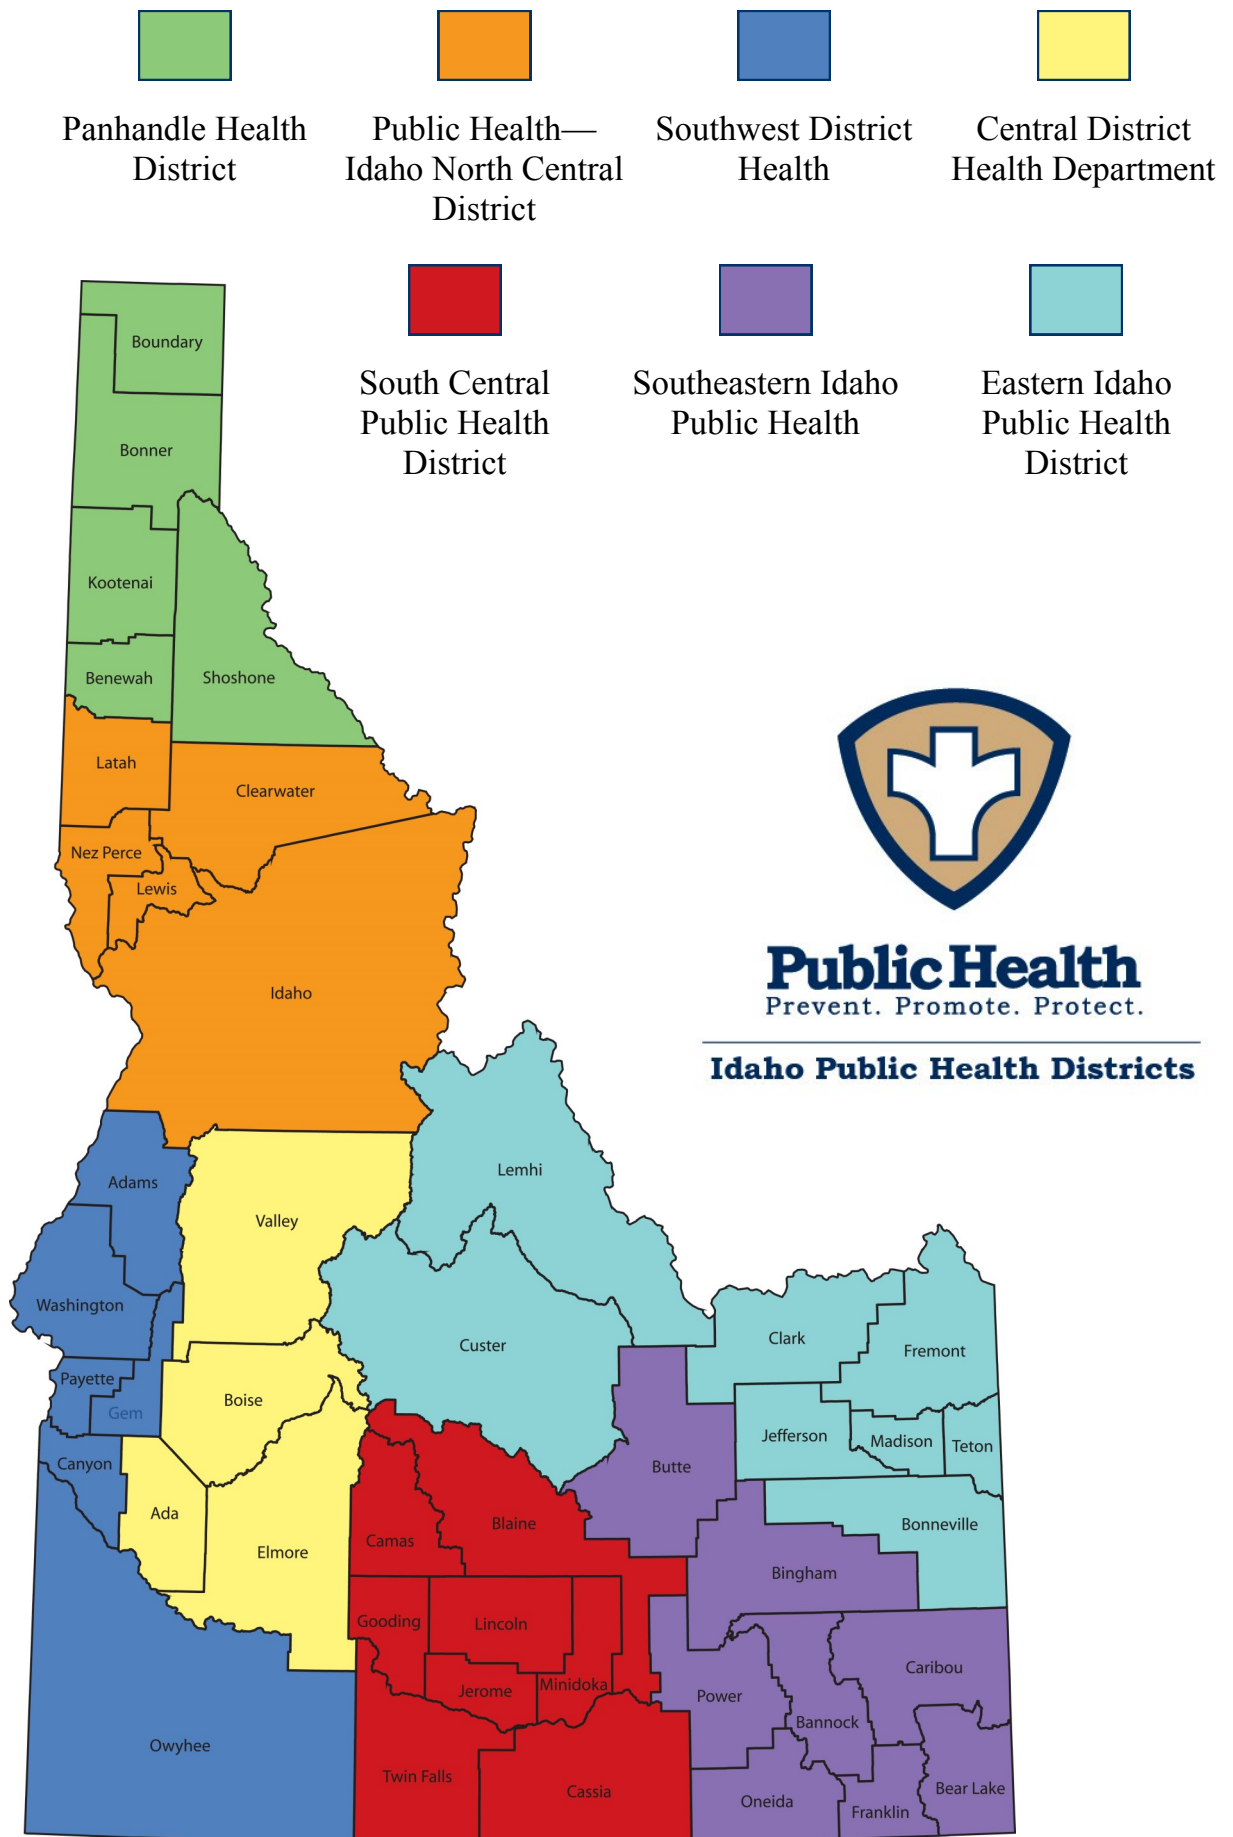 Panhandle Health
District
Public Health—
Idaho North Central
District
Southwest District
Health
Central District
Health Department
South Central
Public Health
District
Southeastern Idaho
Public Health
Eastern Idaho
Public Health
District
Boundary
Bonner
Kootenai
Benewah
Shoshone
Latah
Clearwater
Nez Perce
Lewis
Idaho
Public Health
Prevent. Promote. Protect.
Idaho Public Health Districts
Adams
Valley
Lemhi
Washington
Custer
Clark
Fremont
Payette
Gem
Boise
Jefferson
Madison
Teton
Canyon
Butte
Ada
Elmore
Camas
Blaine
Bonneville
Bingham
Gooding
Lincoln
Jerome
Minidoka
Power
Caribou
Bannock
Owyhee
Twin Falls
Cassia
Oneida
Franklin
Bear Lake